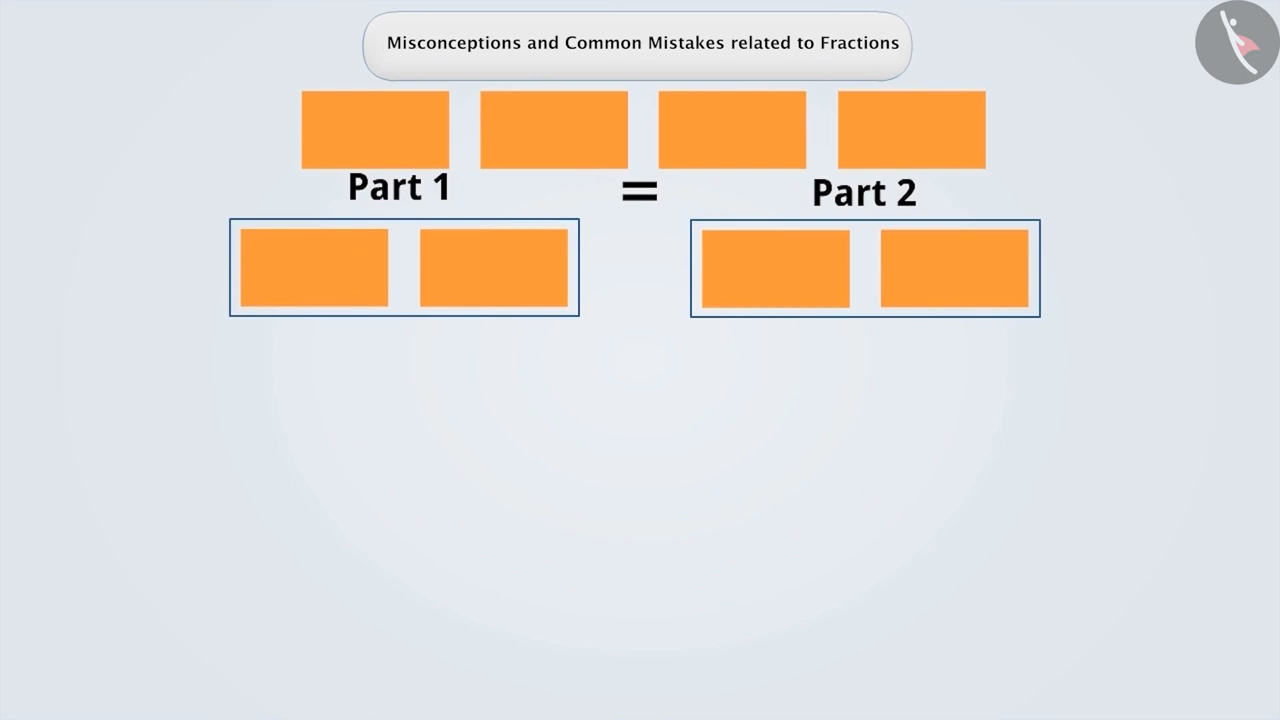 Misconceptions and Common Mistakes related to Fractions
Part 1 = Part 2